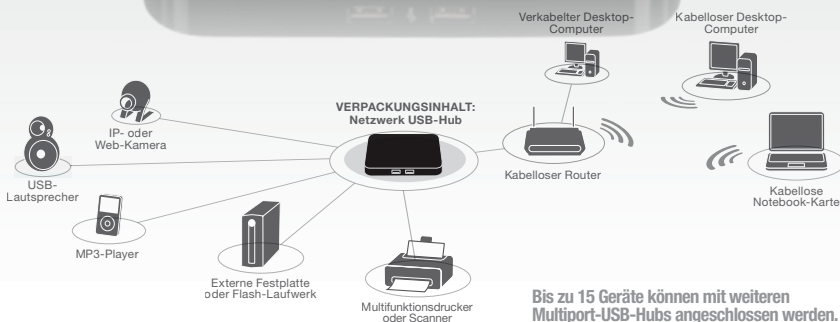 Verkabelter Desktop-
Computer
Kabelloser Desktop-
Computer
VERPACKUNGSINHALT:
Netzwerk USB-Hub
IP- oder
Web-Kamera
Kabelloser Router
USB-
Lautsprecher
Kabellose
Notebook-Karte
MP3-Player
Externe Festplatte
oder Flash-Laufwerk
Multifunktionsdrucker
oder Scanner
Bis zu 15 Geräte können mit weiteren
Multiport-USB-Hubs angeschlossen werden.